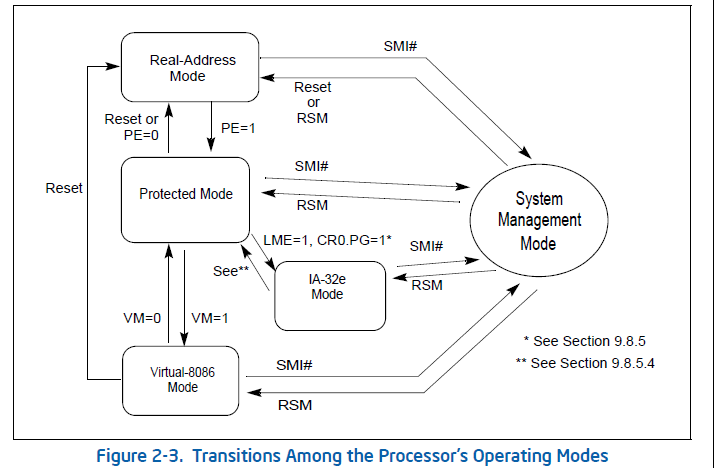 SMI#
Real-Address
Mode
Reset
or
RSM
Reset or
PE=0
PE=1
SMI#
Reset
Protected Mode
RSM
System
Management
Mode
LME=1, CR0.PG=1*
SMI#
See**
IA-32e
Mode
RSM
VM=0
VM=1
* See Section 9.8.5
** See Section 9.8.5.4
SMI#
Virtual-8086
Mode
RSM
Figure 2-3. Transitions Among the Processor's Operating Modes